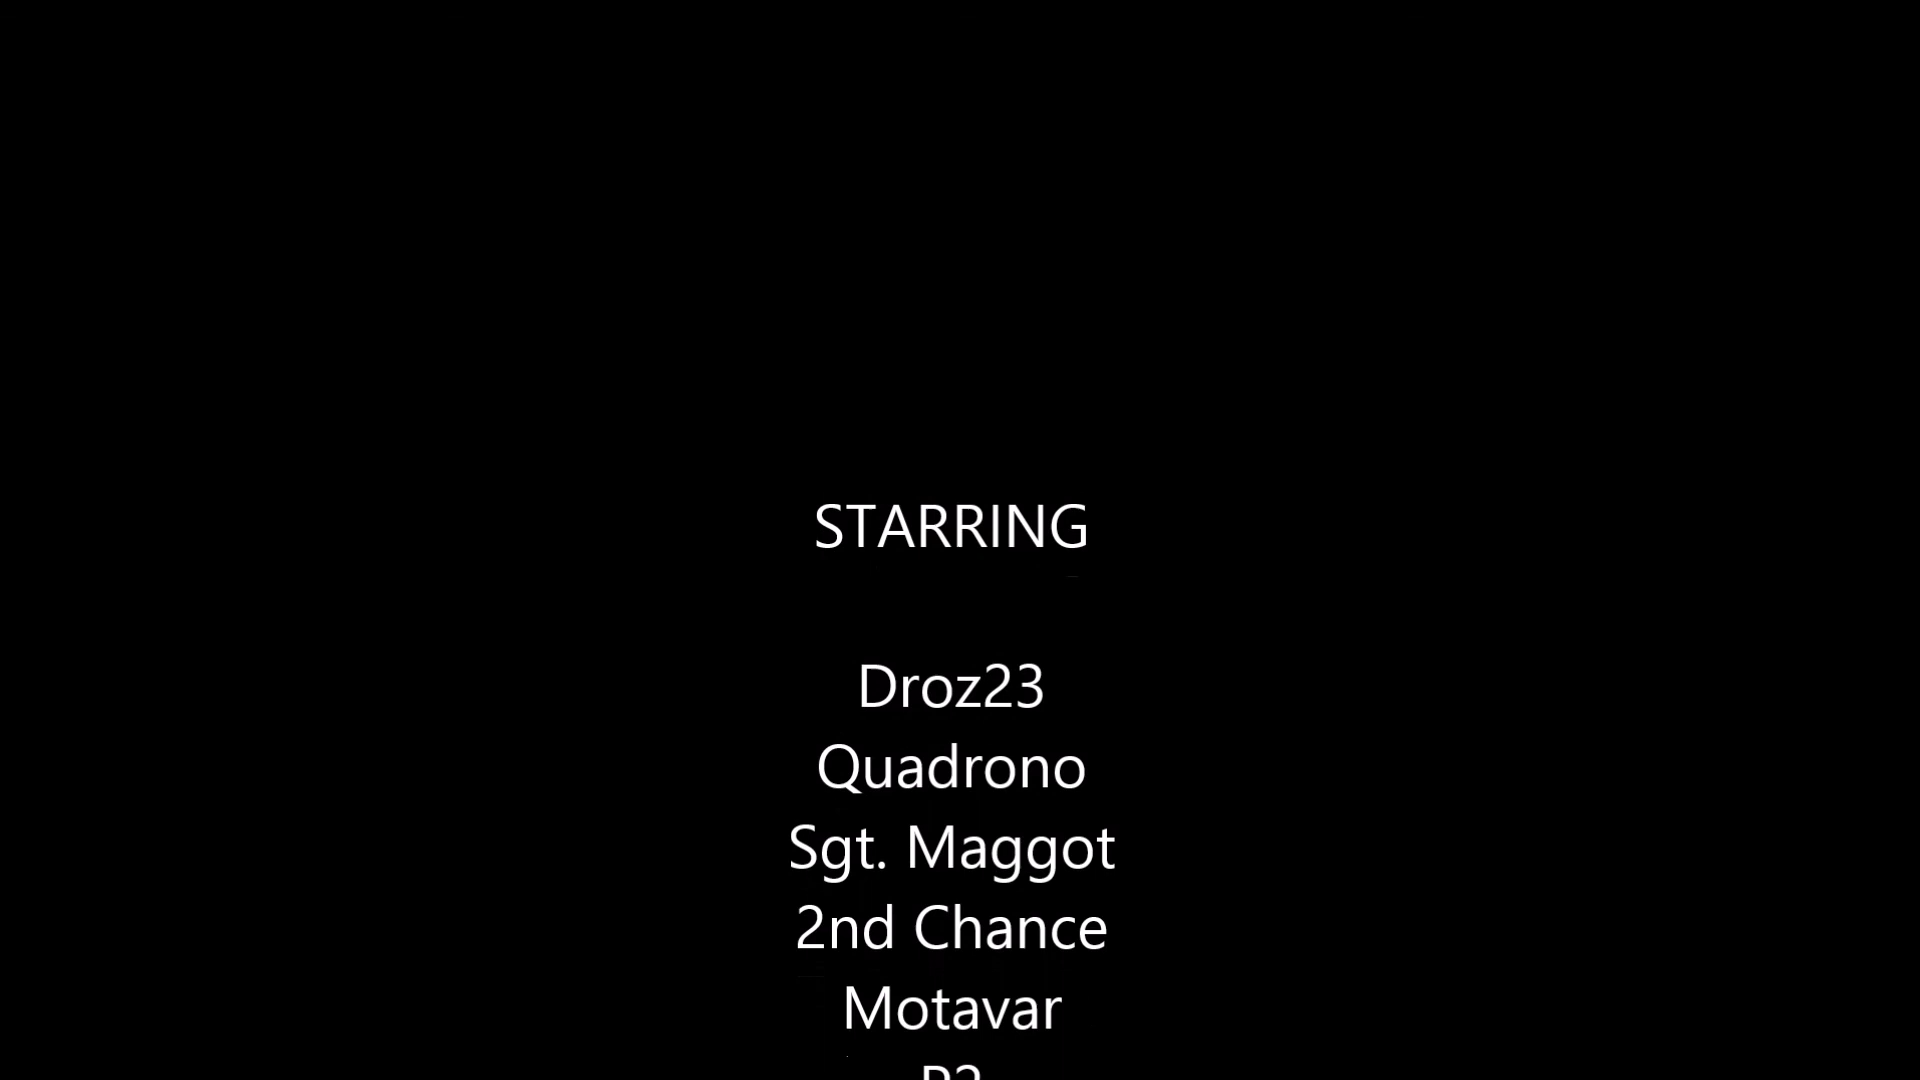 STARRING
Droz23
Quadrono
Sgt. Maggot
2nd Chance
Motavar